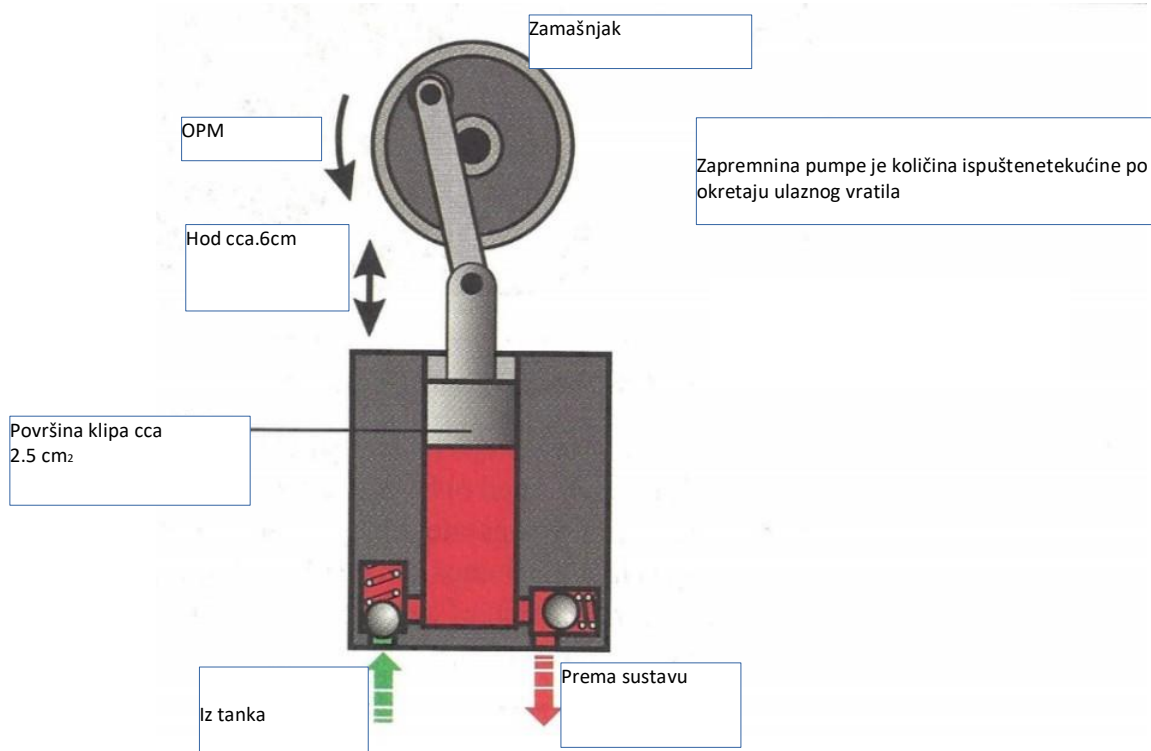 Zamašnjak
OPM
Zapremnina pumpe je količina ispuštenetekućine po
okretaju ulaznog vratila
Hod cca.6cm
Površina klipa cca
2.5 cm₂
Iz tanka
Prema sustavu